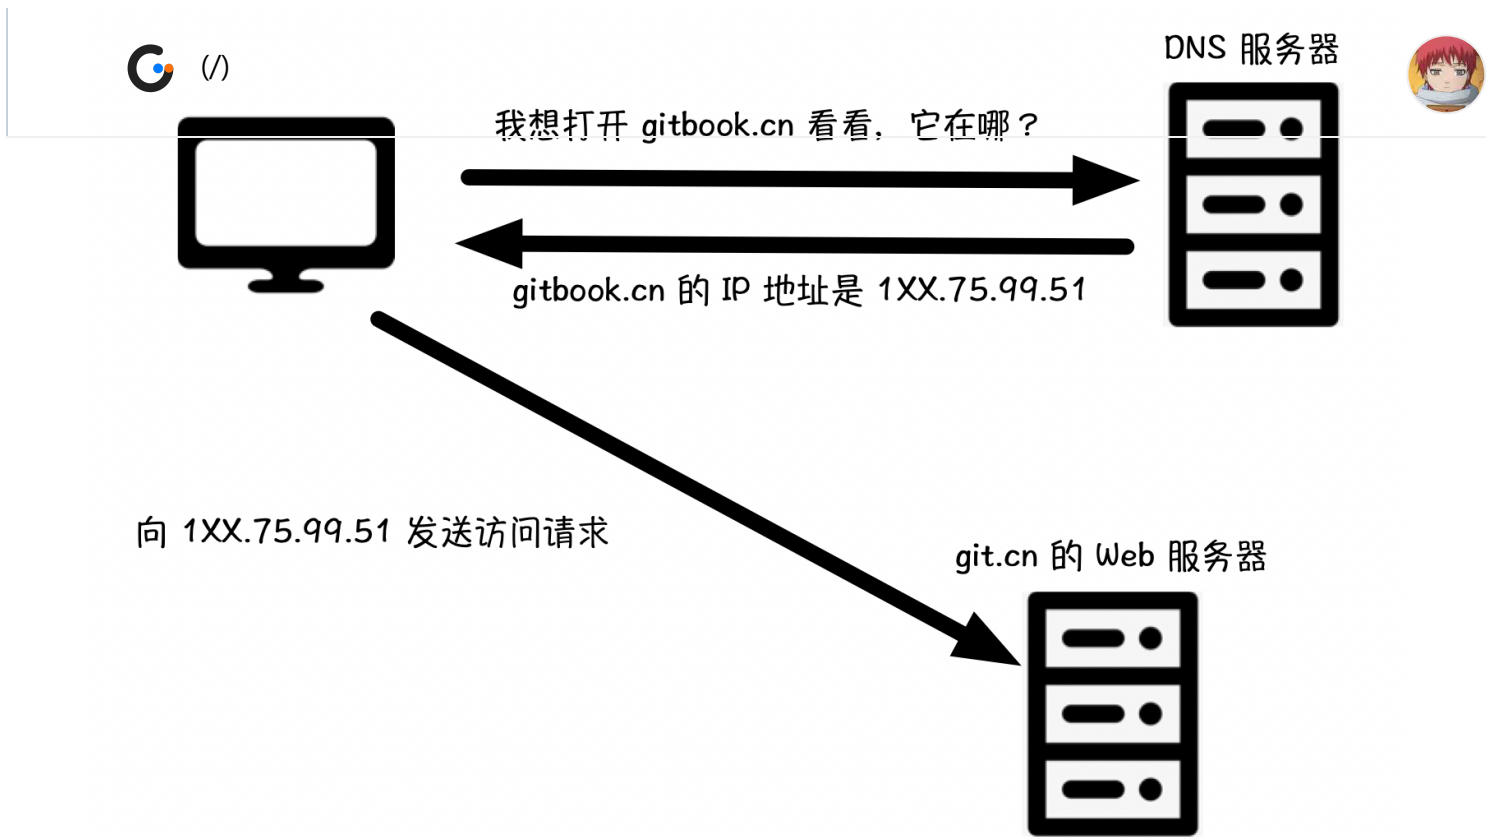 DNS 服务器
(/)
我想打开 gitbook.cn 看看，它在哪？
gitbook.cn 的 IP 地址是 1XX.75.99.51
向 1XX.75.99.51 发送访问请求
git.cn 的 Web 服务器